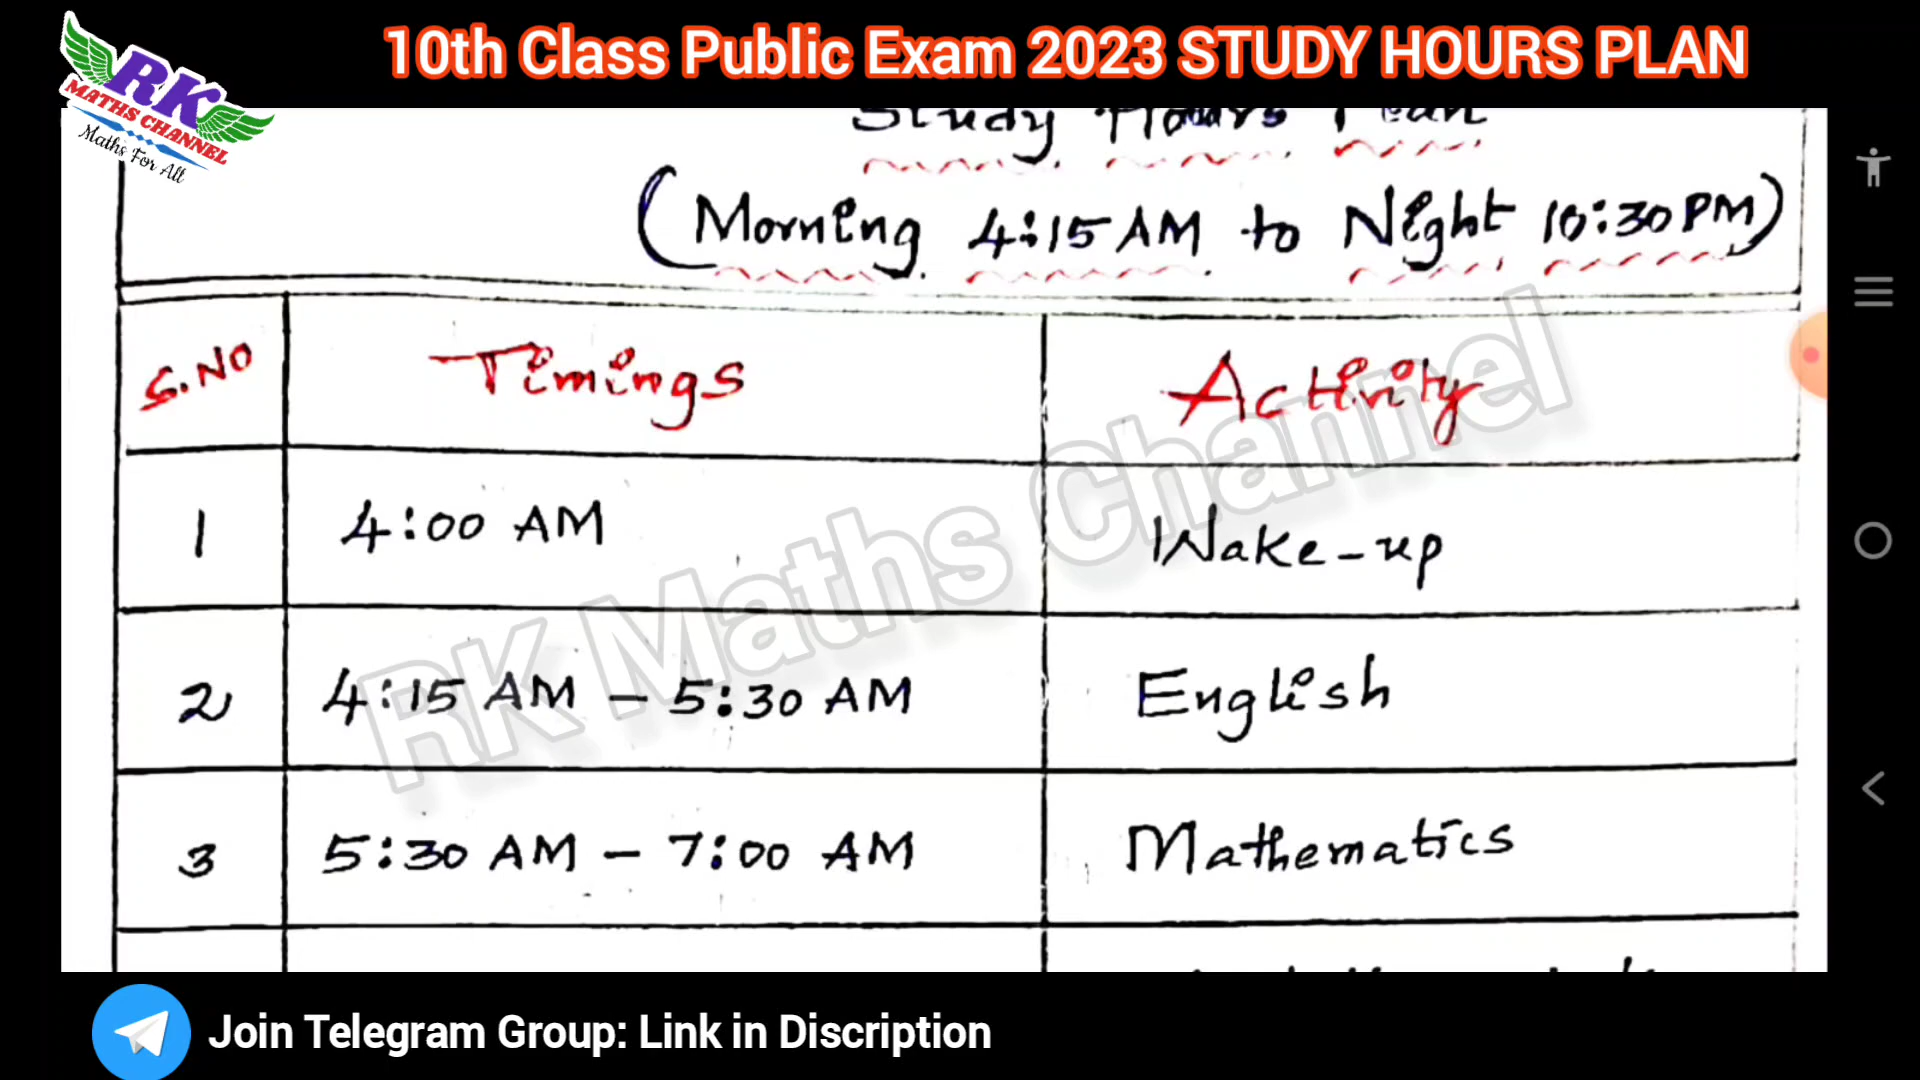 10th Class Public Exam 2023 STUDY HOURS PLAN
RK
MATHS CHANNEL
Maths For All
Study Hours Plan
(Morning 4:15 AM to Night 10:30 PM)
S.NO Timings Activity
1 4:00 AM Wake-up
2 4:15 AM - 5:30 AM English
3 5:30 AM - 7:00 AM Mathematics
RK Maths Channel
Join Telegram Group: Link in Discription